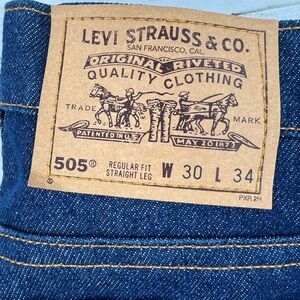 LEVI STRAUSS & CO.
SAN FRANCISCO, CAL.
ORIGINAL RIVETED
QUALITY CLOTHING
TRADE MARK
PATENTED IN U.S. MAY 20 1873
505® REGULAR FIT STRAIGHT LEG W 30 L 34
PXR 2H